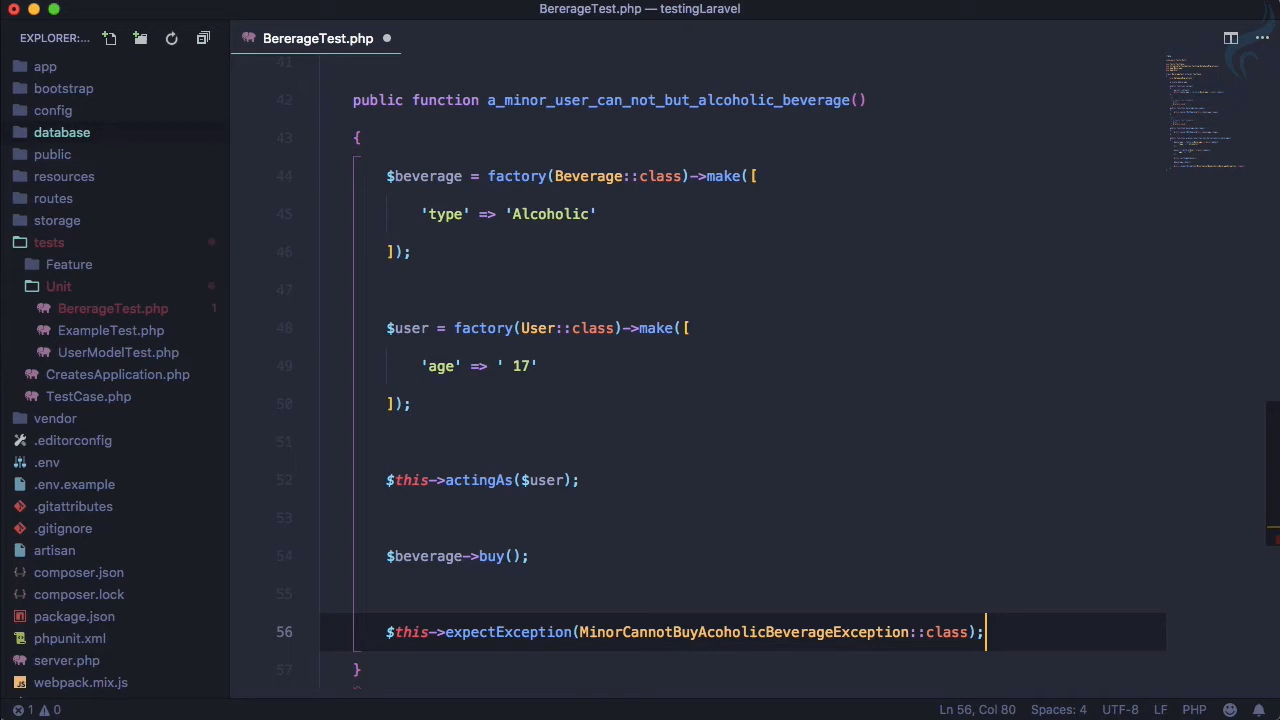 BererageTest.php — testingLaravel
EXPLORER:...
BererageTest.php
app
bootstrap
config
database
public
resources
routes
storage
tests
Feature
Unit
BererageTest.php 1
ExampleTest.php
UserModelTest.php
CreatesApplication.php
TestCase.php
vendor
.editorconfig
.env
.env.example
.gitattributes
.gitignore
artisan
composer.json
composer.lock
package.json
phpunit.xml
server.php
webpack.mix.js
41
42 public function a_minor_user_can_not_but_alcoholic_beverage()
43 {
44 $beverage = factory(Beverage::class)->make([
45 'type' => 'Alcoholic'
46 ]);
47
48 $user = factory(User::class)->make([
49 'age' => ' 17'
50 ]);
51
52 $this->actingAs($user);
53
54 $beverage->buy();
55
56 $this->expectException(MinorCannotBuyAcoholicBeverageException::class);
57 }
1 0 Ln 56, Col 80 Spaces: 4 UTF-8 LF PHP